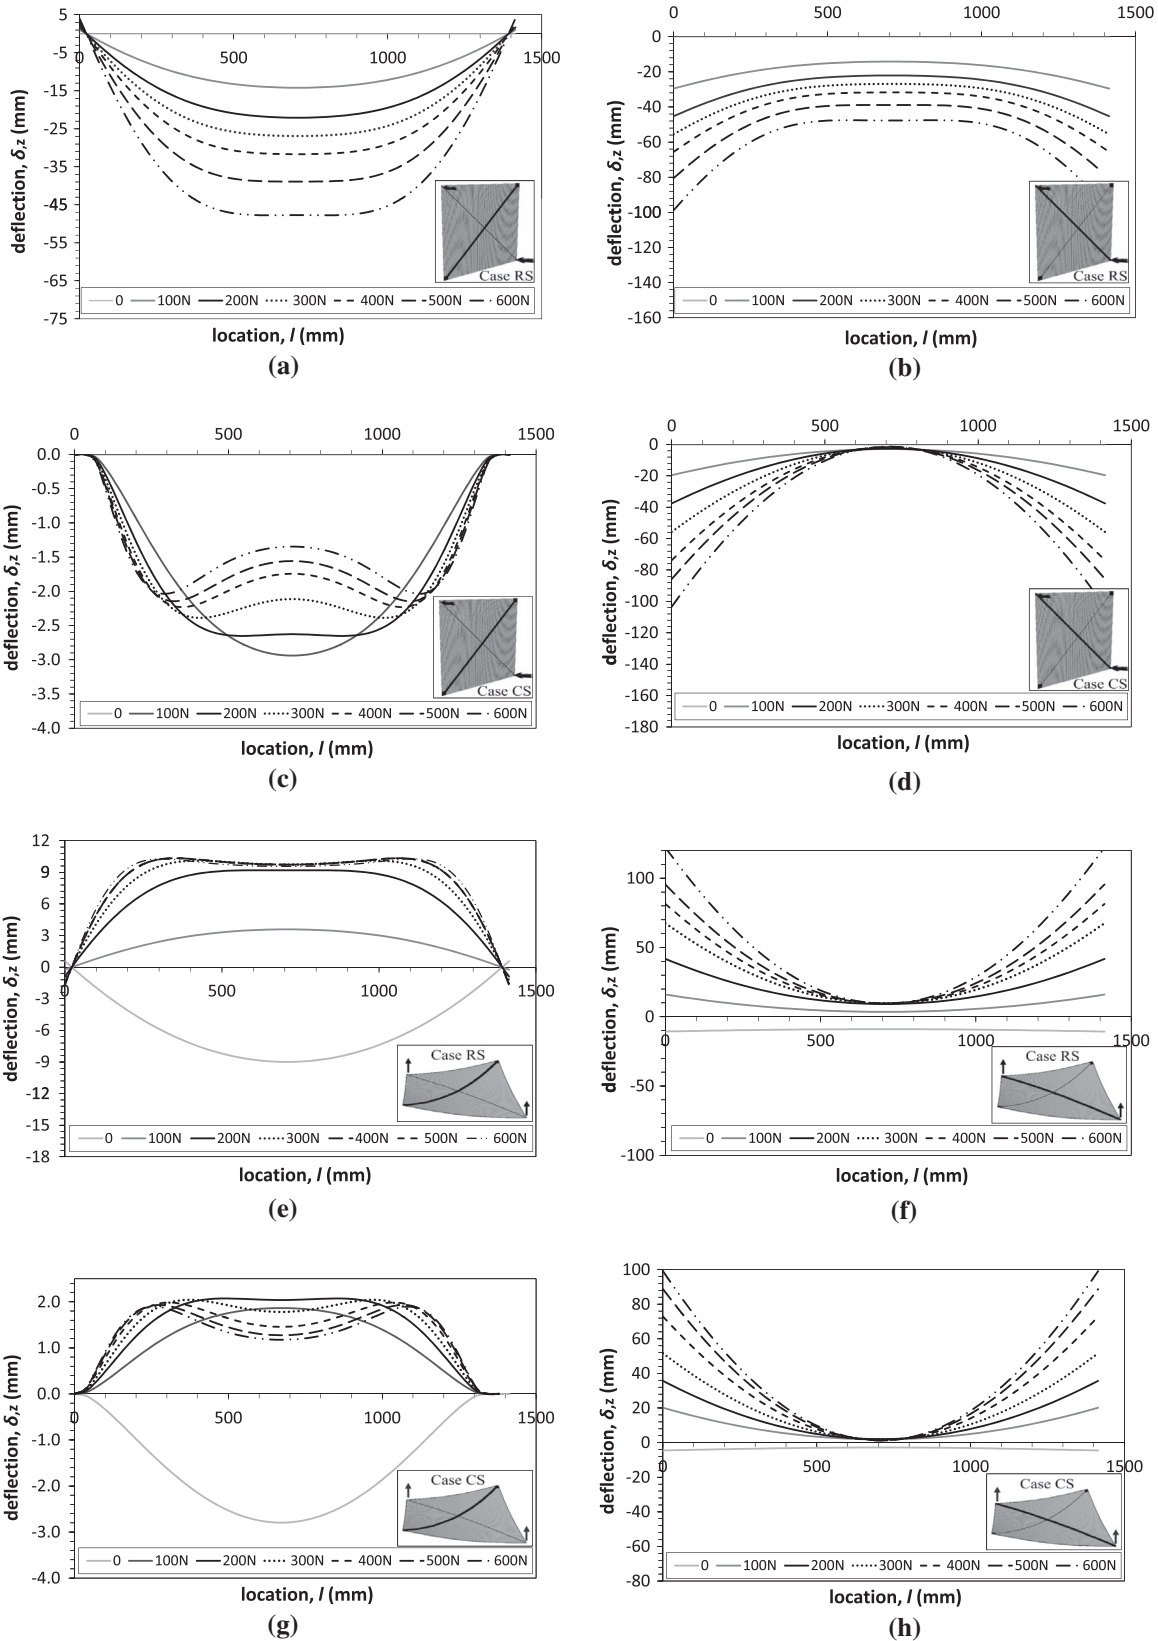 5
-5
-15
-25
-35
-45
-55
-65
-75
0
500
1000
1500
deflection, δ,z (mm)
Case RS
0 100N 200N 300N 400N 500N 600N
location, l (mm)
(a)
0
500
1000
1500
0
-20
-40
-60
-80
-100
-120
-140
-160
deflection, δ,z (mm)
Case RS
0 100N 200N 300N 400N 500N 600N
location, l (mm)
(b)
0
500
1000
1500
0.0
-0.5
-1.0
-1.5
-2.0
-2.5
-3.0
-3.5
-4.0
deflection, δ,z (mm)
Case CS
0 100N 200N 300N 400N 500N 600N
location, l (mm)
(c)
0
500
1000
1500
0
-20
-40
-60
-80
-100
-120
-140
-160
-180
deflection, δ,z (mm)
Case CS
0 100N 200N 300N 400N 500N 600N
location, l (mm)
(d)
12
9
6
3
0
-3
-6
-9
-12
-15
-18
0
500
1000
1500
deflection, δ,z (mm)
Case RS
0 100N 200N 300N 400N 500N 600N
location, l (mm)
(e)
100
50
0
-50
-100
0
500
1000
1500
deflection, δ,z (mm)
Case RS
0 100N 200N 300N 400N 500N 600N
location, l (mm)
(f)
2.0
1.0
0.0
-1.0
-2.0
-3.0
-4.0
0
500
1000
1500
deflection, δ,z (mm)
Case CS
0 100N 200N 300N 400N 500N 600N
location, l (mm)
(g)
100
80
60
40
20
0
-20
-40
-60
-80
0
500
1000
1500
deflection, δ,z (mm)
Case CS
0 100N 200N 300N 400N 500N 600N
location, l (mm)
(h)